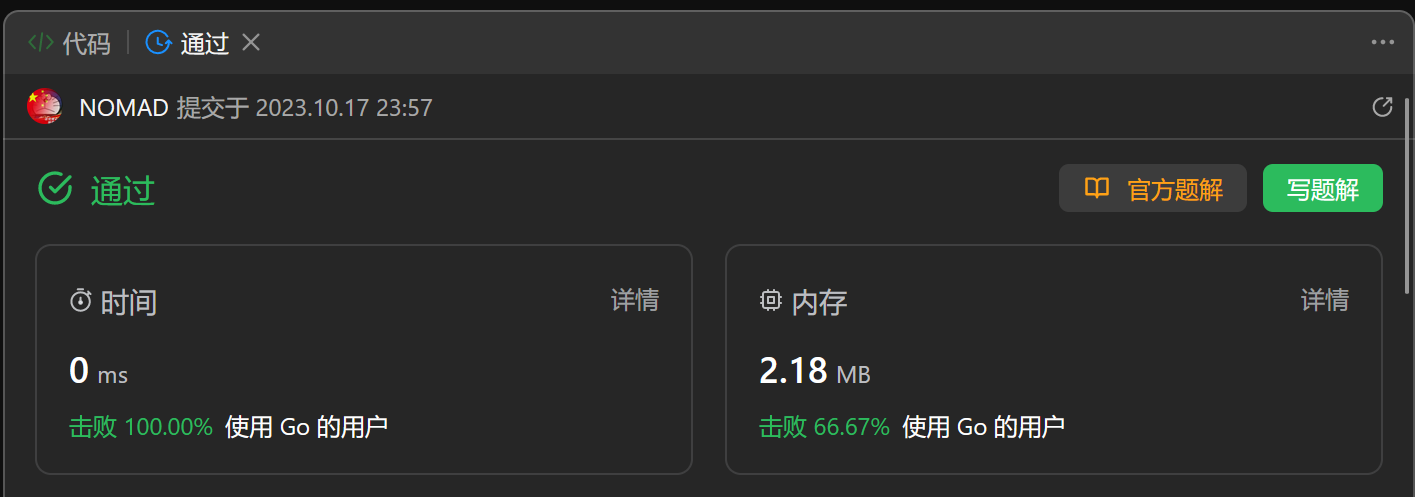 代码 通过
NOMAD 提交于 2023.10.17 23:57
通过 官方题解 写题解
时间 详情
0 ms
击败 100.00% 使用 Go 的用户
内存 详情
2.18 MB
击败 66.67% 使用 Go 的用户